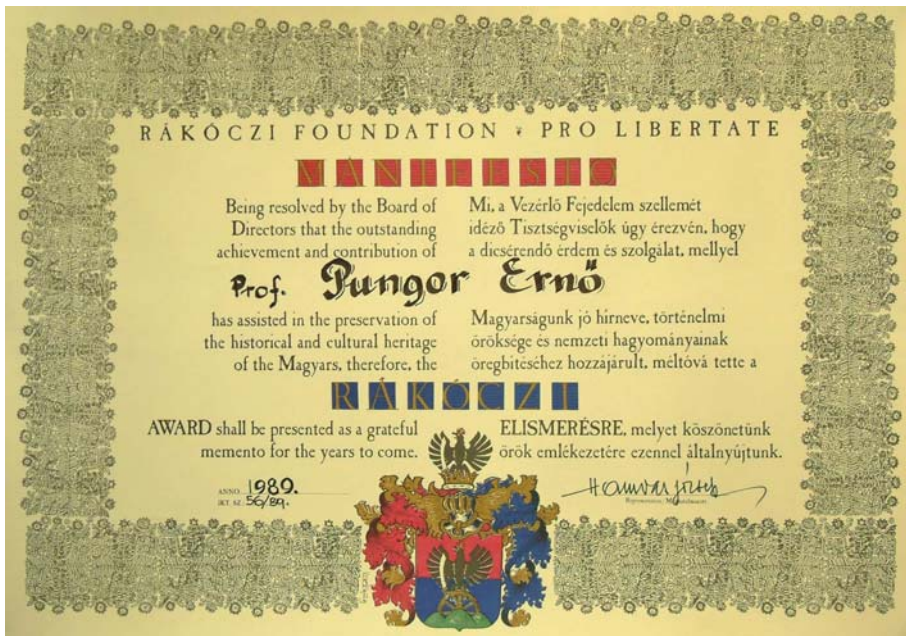 RÁKÓCZI FOUNDATION PRO LIBERTATE
MANIFESTO
Being resolved by the Board of
Directors that the outstanding
achievement and contribution of
Mi, a Vezérlő Fejedelem szellemét
idéző Tisztségviselők úgy érezvén, hogy
a dicsérendő érdem és szolgálat, mellyel
Prof. Pungor Ernő
has assisted in the preservation of
the historical and cultural heritage
of the Magyars, therefore, the
Magyarságunk jó hírneve, történelmi
öröksége és nemzeti hagyományainak
öregbítéséhez hozzájárult, méltóvá tette a
RÁKÓCZI
AWARD shall be presented as a grateful
memento for the years to come.
ELISMERÉSRE, melyet köszönetünk
örök emlékezetére ezennel általnyújtunk.
ANNO 1989.
IKT. SZ. 56/89.